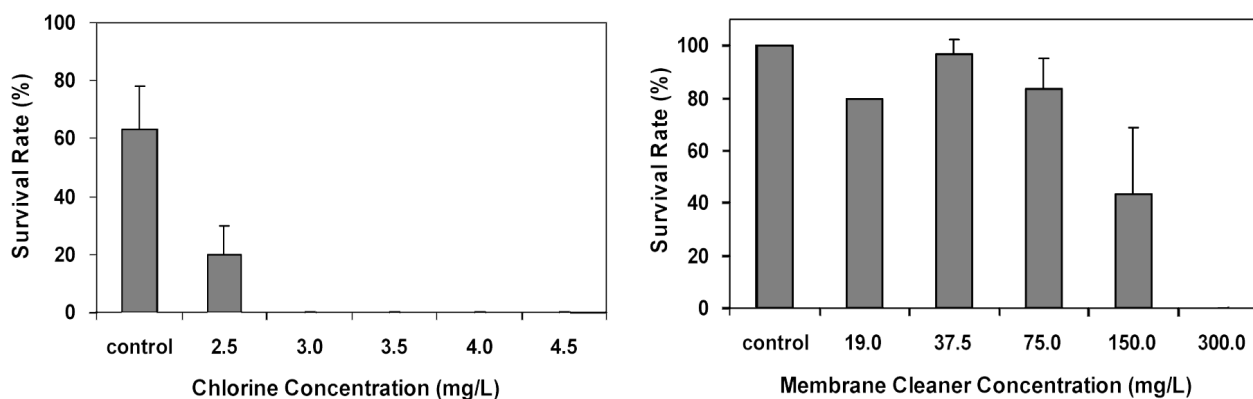 Survival Rate (%)
100
80
60
40
20
0
control 2.5 3.0 3.5 4.0 4.5
Chlorine Concentration (mg/L)
Survival Rate (%)
100
80
60
40
20
0
control 19.0 37.5 75.0 150.0 300.0
Membrane Cleaner Concentration (mg/L)